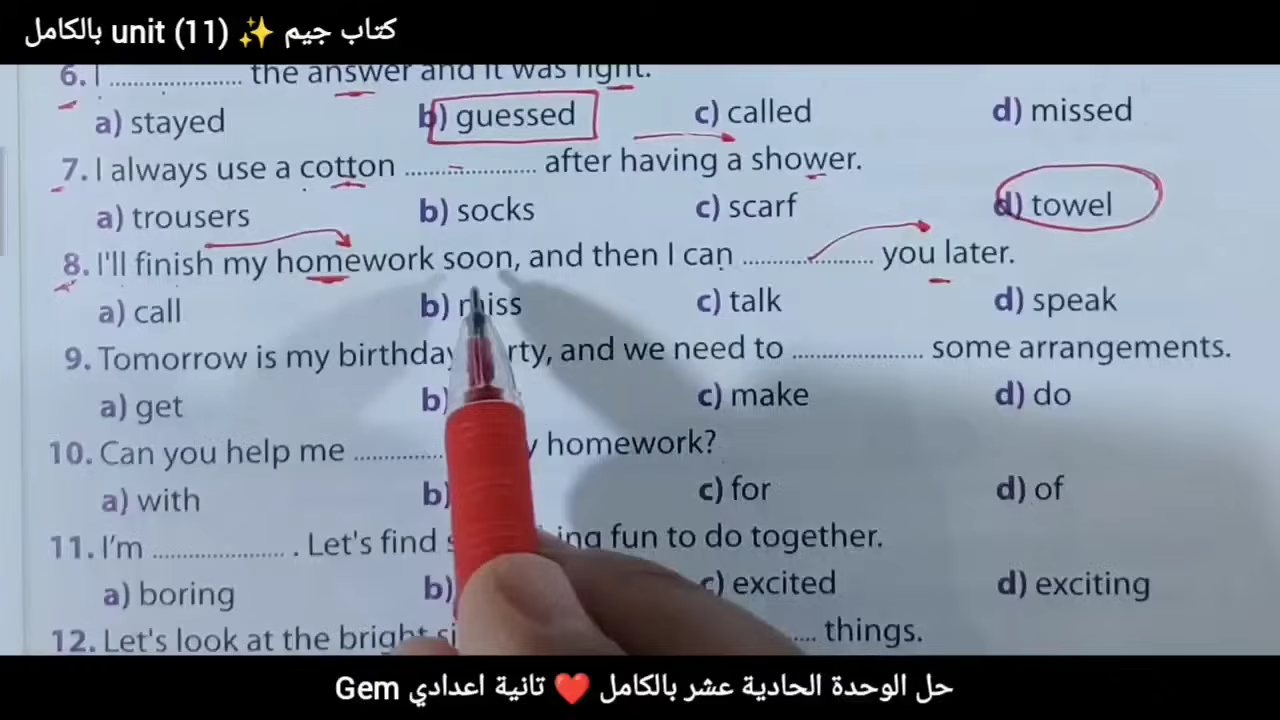 كتاب جيم ✨ unit (11) بالكامل
6. I ........................ the answer and it was right.
a) stayed b) guessed c) called d) missed
7. I always use a cotton ........................ after having a shower.
a) trousers b) socks c) scarf d) towel
8. I'll finish my homework soon, and then I can ........................ you later.
a) call b) miss c) talk d) speak
9. Tomorrow is my birthday rty, and we need to ........................ some arrangements.
a) get b) c) make d) do
10. Can you help me ................ y homework?
a) with b) c) for d) of
11. I'm ........................ . Let's find s ing fun to do together.
a) boring b) c) excited d) exciting
12. Let's look at the bright si .... things.
حل الوحدة الحادية عشر بالكامل ❤️ تانية اعدادي Gem